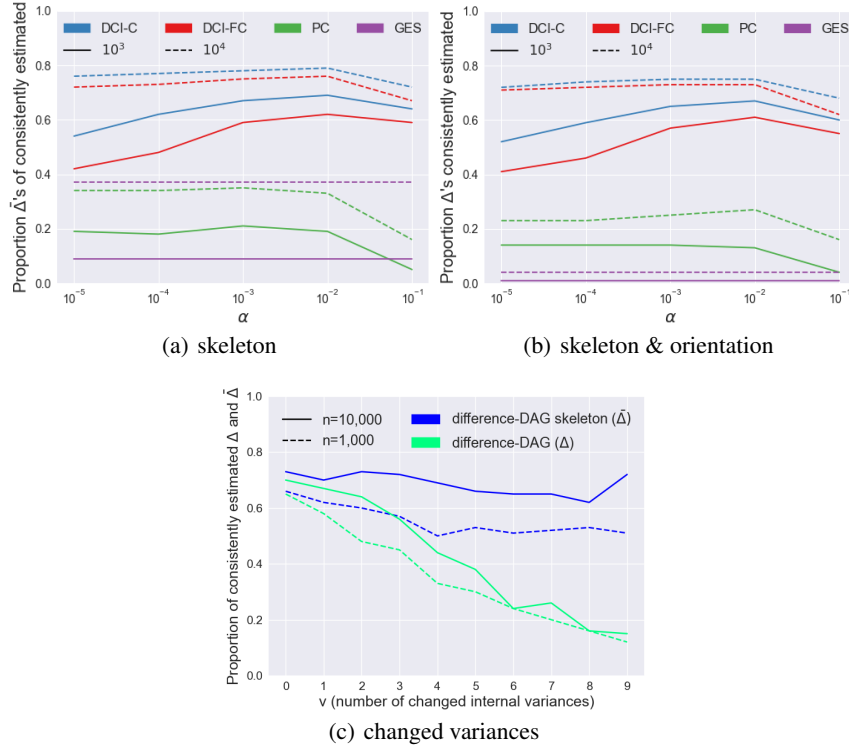 DCI-C DCI-FC PC GES
10³ 10⁴
Proportion Δ̄'s of consistently estimated
1.0
0.8
0.6
0.4
0.2
0.0
10⁻⁵ 10⁻⁴ 10⁻³ 10⁻² 10⁻¹
α
(a) skeleton
DCI-C DCI-FC PC GES
10³ 10⁴
Proportion Δ's consistently estimated
1.0
0.8
0.6
0.4
0.2
0.0
10⁻⁵ 10⁻⁴ 10⁻³ 10⁻² 10⁻¹
α
(b) skeleton & orientation
n=10,000 difference-DAG skeleton (Δ̄)
n=1,000 difference-DAG (Δ)
Proportion of consistently estimated Δ and Δ̄
1.0
0.8
0.6
0.4
0.2
0.0
0 1 2 3 4 5 6 7 8 9
v (number of changed internal variances)
(c) changed variances